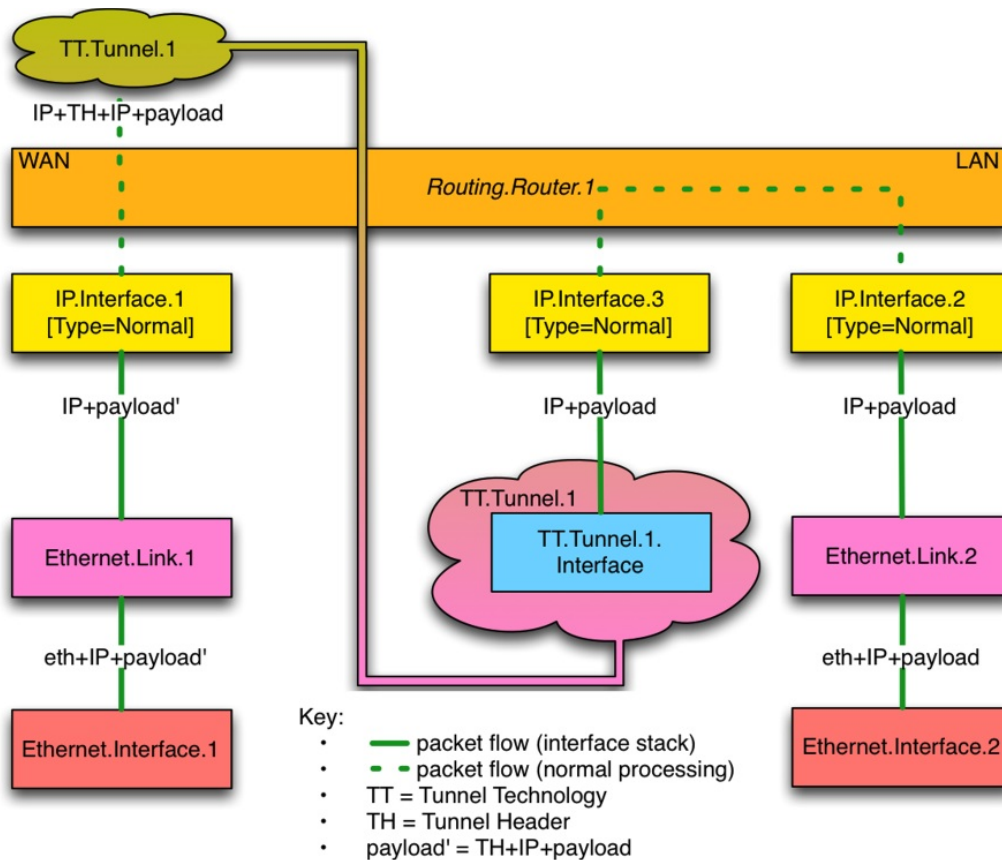 TT.Tunnel.1
IP+TH+IP+payload
WAN
LAN
Routing.Router.1
IP.Interface.1
[Type=Normal]
IP.Interface.3
[Type=Normal]
IP.Interface.2
[Type=Normal]
IP+payload'
IP+payload
IP+payload
TT.Tunnel.1
TT.Tunnel.1.
Interface
Ethernet.Link.1
Ethernet.Link.2
eth+IP+payload'
eth+IP+payload
Ethernet.Interface.1
Ethernet.Interface.2
Key:
• packet flow (interface stack)
• packet flow (normal processing)
• TT = Tunnel Technology
• TH = Tunnel Header
• payload' = TH+IP+payload